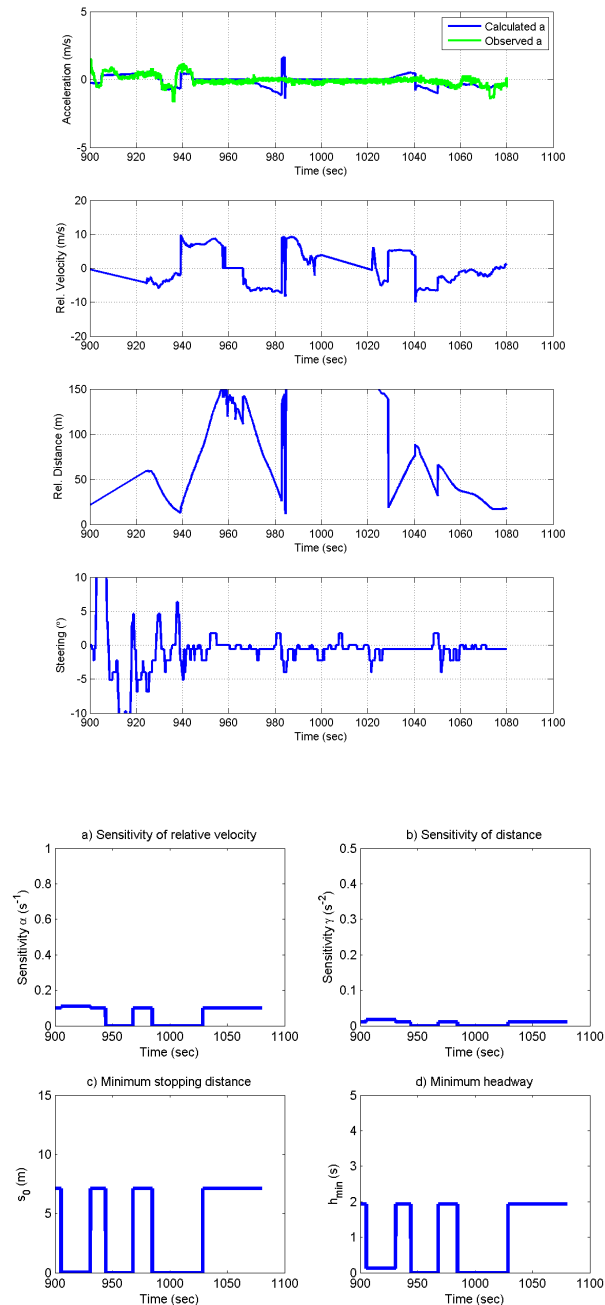 5
0
-5
Acceleration (m/s)
Calculated a
Observed a
900 920 940 960 980 1000 1020 1040 1060 1080 1100
Time (sec)
20
10
0
-10
-20
Rel. Velocity (m/s)
900 920 940 960 980 1000 1020 1040 1060 1080 1100
Time (sec)
150
100
50
0
Rel. Distance (m)
900 920 940 960 980 1000 1020 1040 1060 1080 1100
Time (sec)
10
5
0
-5
-10
Steering (°)
900 920 940 960 980 1000 1020 1040 1060 1080 1100
Time (sec)
a) Sensitivity of relative velocity
1
0.8
0.6
0.4
0.2
0
Sensitivity α (s⁻¹)
900 950 1000 1050 1100
Time (sec)
b) Sensitivity of distance
0.5
0.4
0.3
0.2
0.1
0
Sensitivity γ (s⁻²)
900 950 1000 1050 1100
Time (sec)
c) Minimum stopping distance
15
10
5
0
s₀ (m)
900 950 1000 1050 1100
Time (sec)
d) Minimum headway
5
4
3
2
1
0
h_min (s)
900 950 1000 1050 1100
Time (sec)